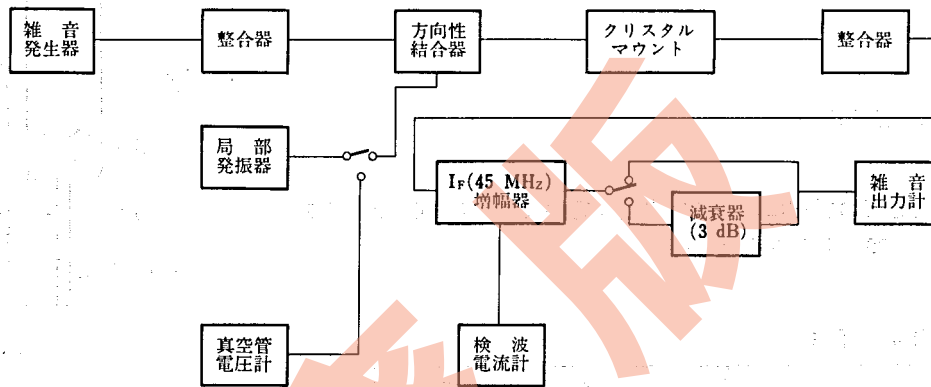 雑音
発生器
整合器
方向性
結合器
クリスタル
マウント
整合器
局部
発振器
IF(45 MHz)
増幅器
減衰器
(3 dB)
雑音
出力計
真空管
電圧計
検波
電流計
版